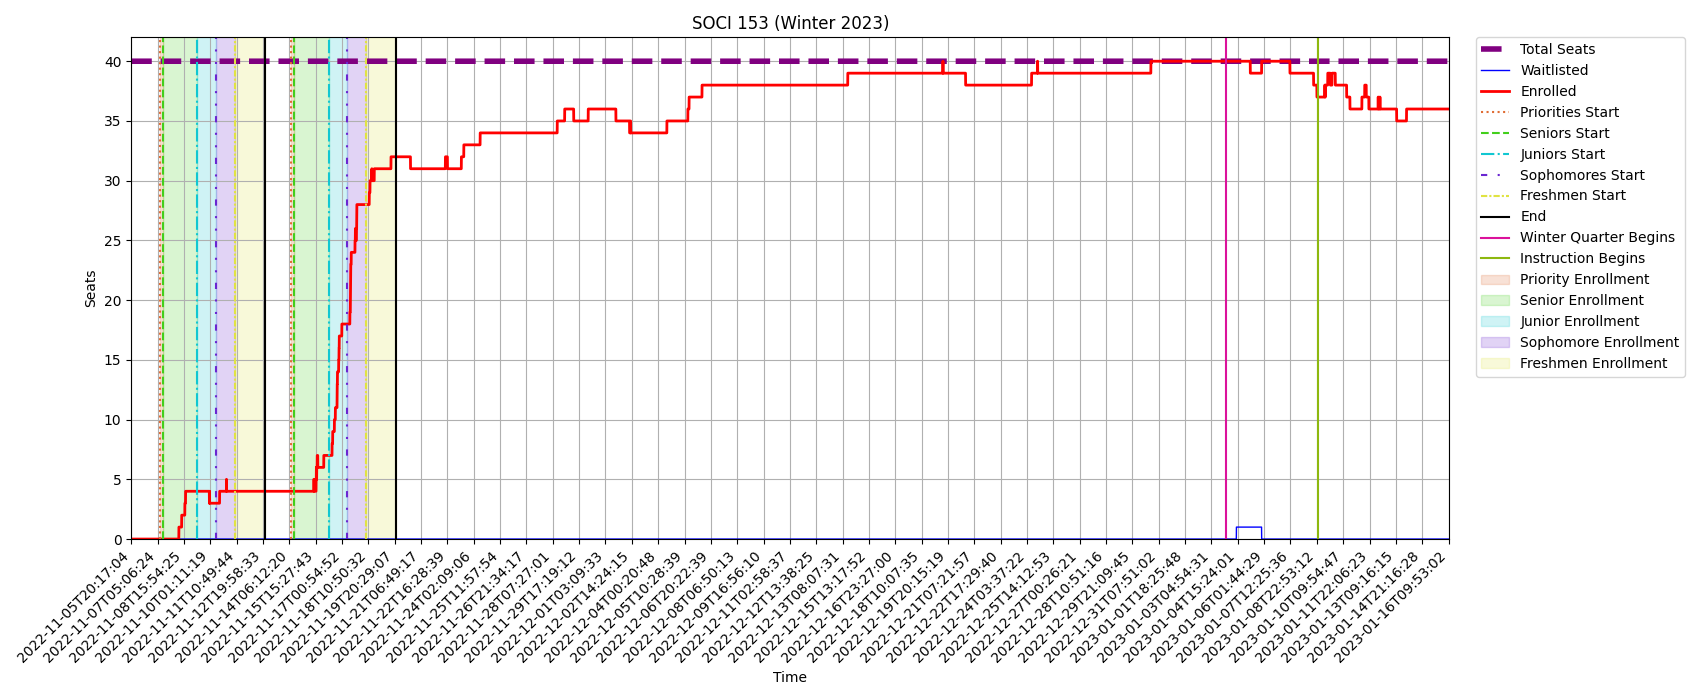 SOCI 153 (Winter 2023)
Seats
40
35
30
25
20
15
10
5
0
2022-11-05T20:17:04
2022-11-07T05:06:24
2022-11-08T15:54:25
2022-11-10T01:11:19
2022-11-11T10:49:44
2022-11-12T19:58:33
2022-11-14T06:12:20
2022-11-15T15:27:43
2022-11-17T00:54:52
2022-11-18T10:50:32
2022-11-19T20:29:07
2022-11-21T06:49:17
2022-11-22T16:28:39
2022-11-24T02:09:06
2022-11-25T11:57:54
2022-11-26T21:34:17
2022-11-28T07:27:01
2022-11-29T17:19:12
2022-12-01T03:09:33
2022-12-02T14:24:15
2022-12-04T00:20:48
2022-12-05T10:28:39
2022-12-06T20:22:39
2022-12-08T06:50:13
2022-12-09T16:56:10
2022-12-11T02:58:37
2022-12-12T13:38:25
2022-12-13T18:07:31
2022-12-15T13:17:52
2022-12-16T23:27:00
2022-12-18T10:07:35
2022-12-19T20:15:19
2022-12-21T07:21:57
2022-12-22T17:29:40
2022-12-24T03:37:22
2022-12-25T14:12:53
2022-12-27T00:26:21
2022-12-28T10:51:16
2022-12-29T21:09:45
2022-12-31T07:51:02
2023-01-01T18:25:48
2023-01-03T04:54:31
2023-01-04T15:24:01
2023-01-06T01:44:29
2023-01-07T12:25:36
2023-01-08T22:53:12
2023-01-10T09:54:47
2023-01-11T22:06:23
2023-01-13T09:16:15
2023-01-14T21:16:28
2023-01-16T09:53:02
Time
Total Seats
Waitlisted
Enrolled
Priorities Start
Seniors Start
Juniors Start
Sophomores Start
Freshmen Start
End
Winter Quarter Begins
Instruction Begins
Priority Enrollment
Senior Enrollment
Junior Enrollment
Sophomore Enrollment
Freshmen Enrollment